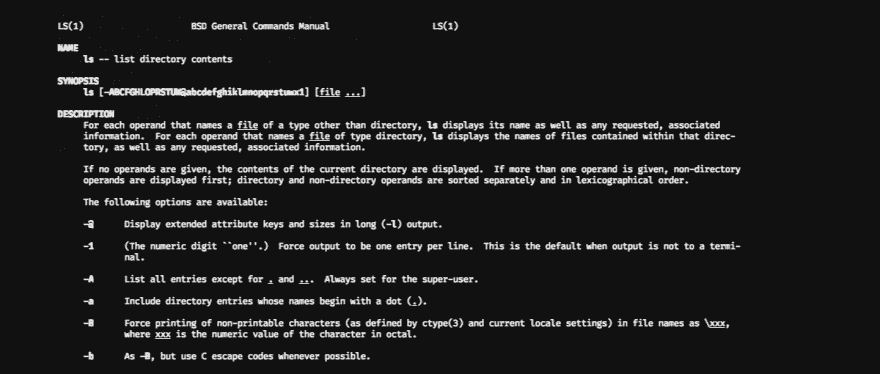 LS(1) BSD General Commands Manual LS(1)
NAME
ls -- list directory contents
SYNOPSIS
ls [-ABCFGHLOPRSTUW@abcdefghiklmnopqrstuwx1] [file ...]
DESCRIPTION
For each operand that names a file of a type other than directory, ls displays its name as well as any requested, associated
information. For each operand that names a file of type directory, ls displays the names of files contained within that direc-
tory, as well as any requested, associated information.
If no operands are given, the contents of the current directory are displayed. If more than one operand is given, non-directory
operands are displayed first; directory and non-directory operands are sorted separately and in lexicographical order.
The following options are available:
-@ Display extended attribute keys and sizes in long (-l) output.
-1 (The numeric digit ``one''.) Force output to be one entry per line. This is the default when output is not to a termi-
nal.
-A List all entries except for . and ... Always set for the super-user.
-a Include directory entries whose names begin with a dot (.).
-B Force printing of non-printable characters (as defined by ctype(3) and current locale settings) in file names as \xxx,
where xxx is the numeric value of the character in octal.
-b As -B, but use C escape codes whenever possible.